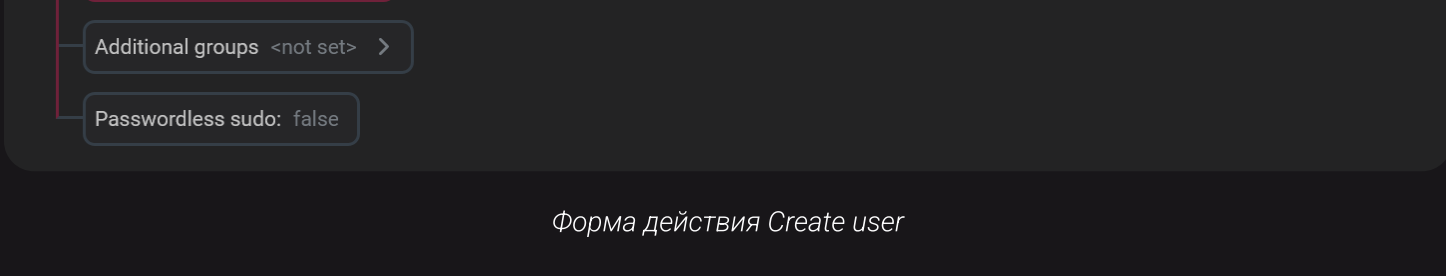 Additional groups <not set>
Passwordless sudo: false
Форма действия Create user